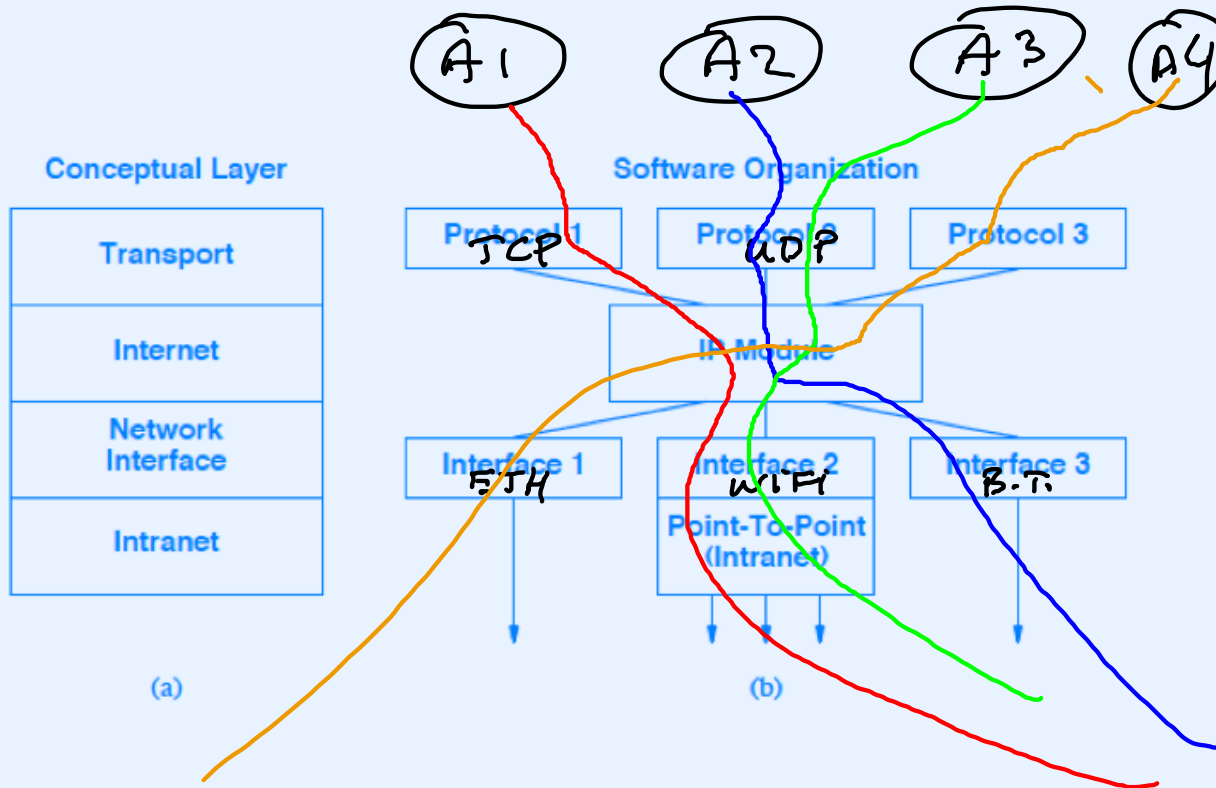 A1 A2 A3 A4
Conceptual Layer
Software Organization
Transport
Protocol 1
TCP
Protocol 2
UDP
Protocol 3
Internet
IP Module
Network
Interface
Interface 1
ETH
Interface 2
WiFi
Interface 3
B.T.
Intranet
Point-To-Point
(Intranet)
(a)
(b)